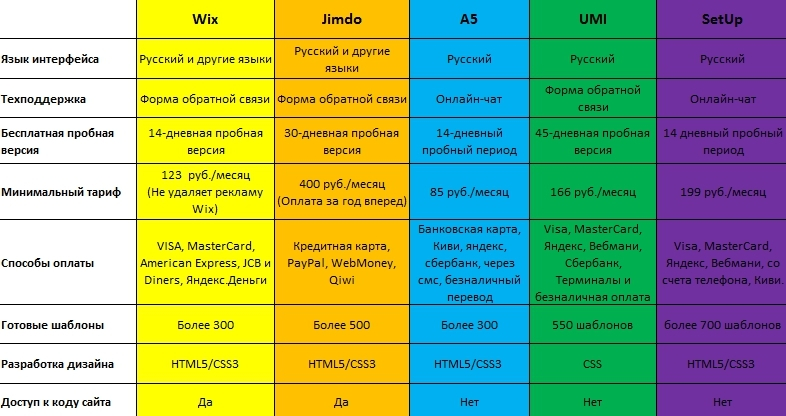 Wix Jimdo A5 UMI SetUp
Язык интерфейса Русский и другие языки Русский и другие языки Русский Русский Русский
Техподдержка Форма обратной связи Форма обратной связи Онлайн-чат Форма обратной связи Онлайн-чат
Бесплатная пробная версия 14-дневная пробная версия 30-дневная пробная версия 14-дневный пробный период 45-дневная пробная версия 14 дневный пробный период
Минимальный тариф 123 руб./месяц (Не удаляет рекламу Wix) 400 руб./месяц (Оплата за год вперед) 85 руб./месяц 166 руб./месяц 199 руб./месяц
Способы оплаты VISA, MasterCard, American Express, JCB и Diners, Яндекс.Деньги Кредитная карта, PayPal, WebMoney, Qiwi Банковская карта, Киви, яндекс, сбербанк, через смс, безналичный перевод Visa, MasterCard, Яндекс, Вебмани, Сбербанк, Терминалы и безналичная оплата Visa, MasterCard, Яндекс, Вебмани, со счета телефона, Киви.
Готовые шаблоны Более 300 Более 500 Более 300 550 шаблонов более 700 шаблонов
Разработка дизайна HTML5/CSS3 HTML5/CSS3 HTML5/CSS3 CSS HTML5/CSS3
Доступ к коду сайта Да Да Нет Нет Нет